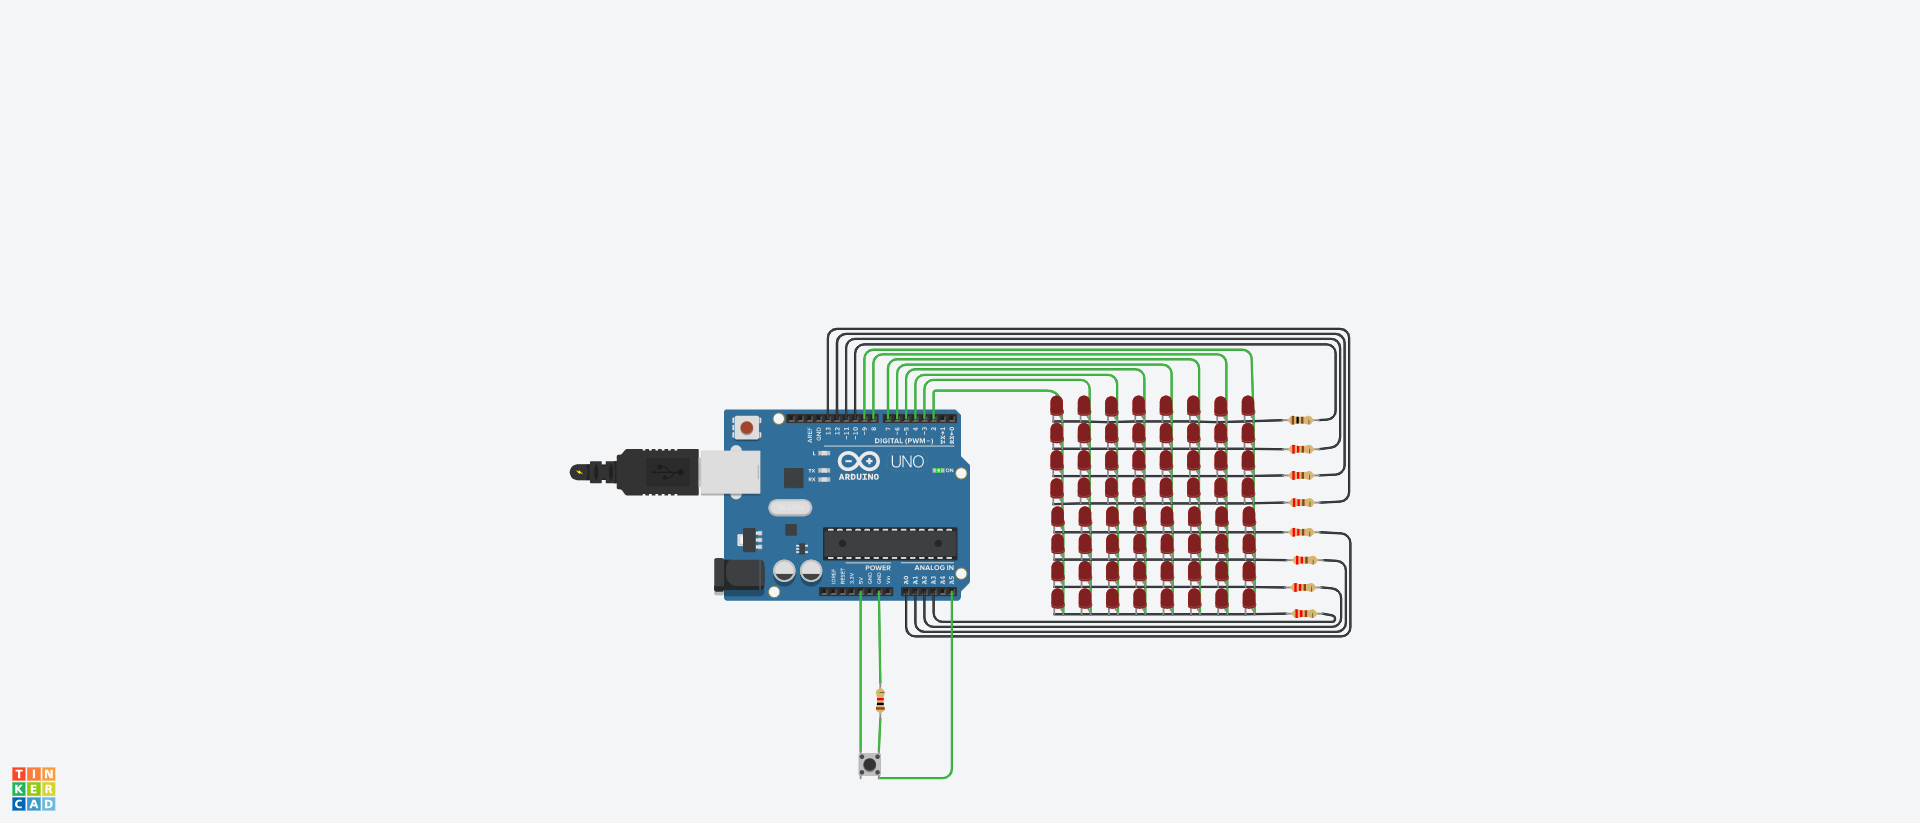 AREF
GND
13
12
~11
~10
~9
8
7
~6
~5
4
~3
2
TX→1
RX←0
DIGITAL (PWM~)
L
TX
RX
UNO
ARDUINO
ON
POWER
ANALOG IN
IOREF
RESET
3.3V
5V
GND
GND
Vin
A0
A1
A2
A3
A4
A5
TIN
KER
CAD